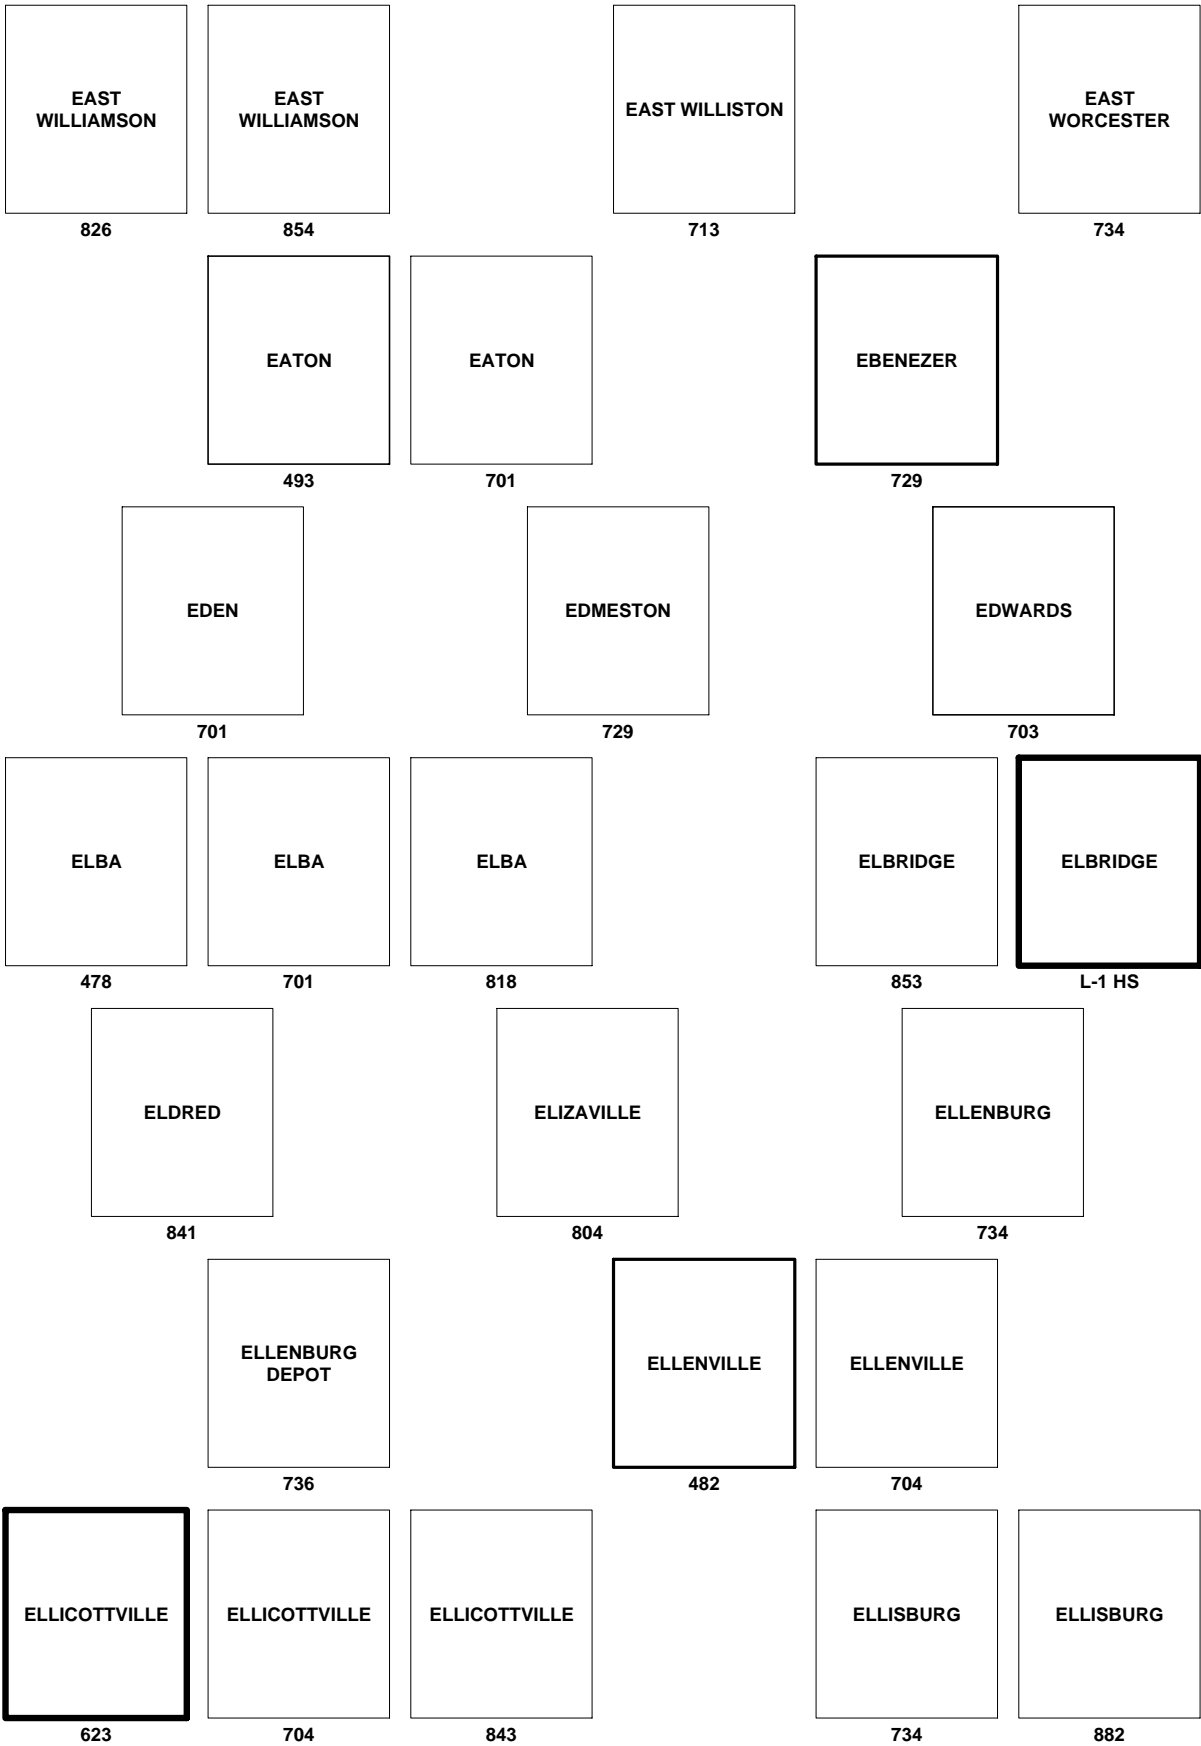 EAST
WILLIAMSON
EAST
WILLIAMSON
EAST WILLISTON
EAST
WORCESTER
826
854
713
734
EATON
EATON
EBENEZER
493
701
729
EDEN
EDMESTON
EDWARDS
701
729
703
ELBA
ELBA
ELBA
ELBRIDGE
ELBRIDGE
478
701
818
853
L-1 HS
ELDRED
ELIZAVILLE
ELLENBURG
841
804
734
ELLENBURG
DEPOT
ELLENVILLE
ELLENVILLE
736
482
704
ELLICOTTVILLE
ELLICOTTVILLE
ELLICOTTVILLE
ELLISBURG
ELLISBURG
623
704
843
734
882